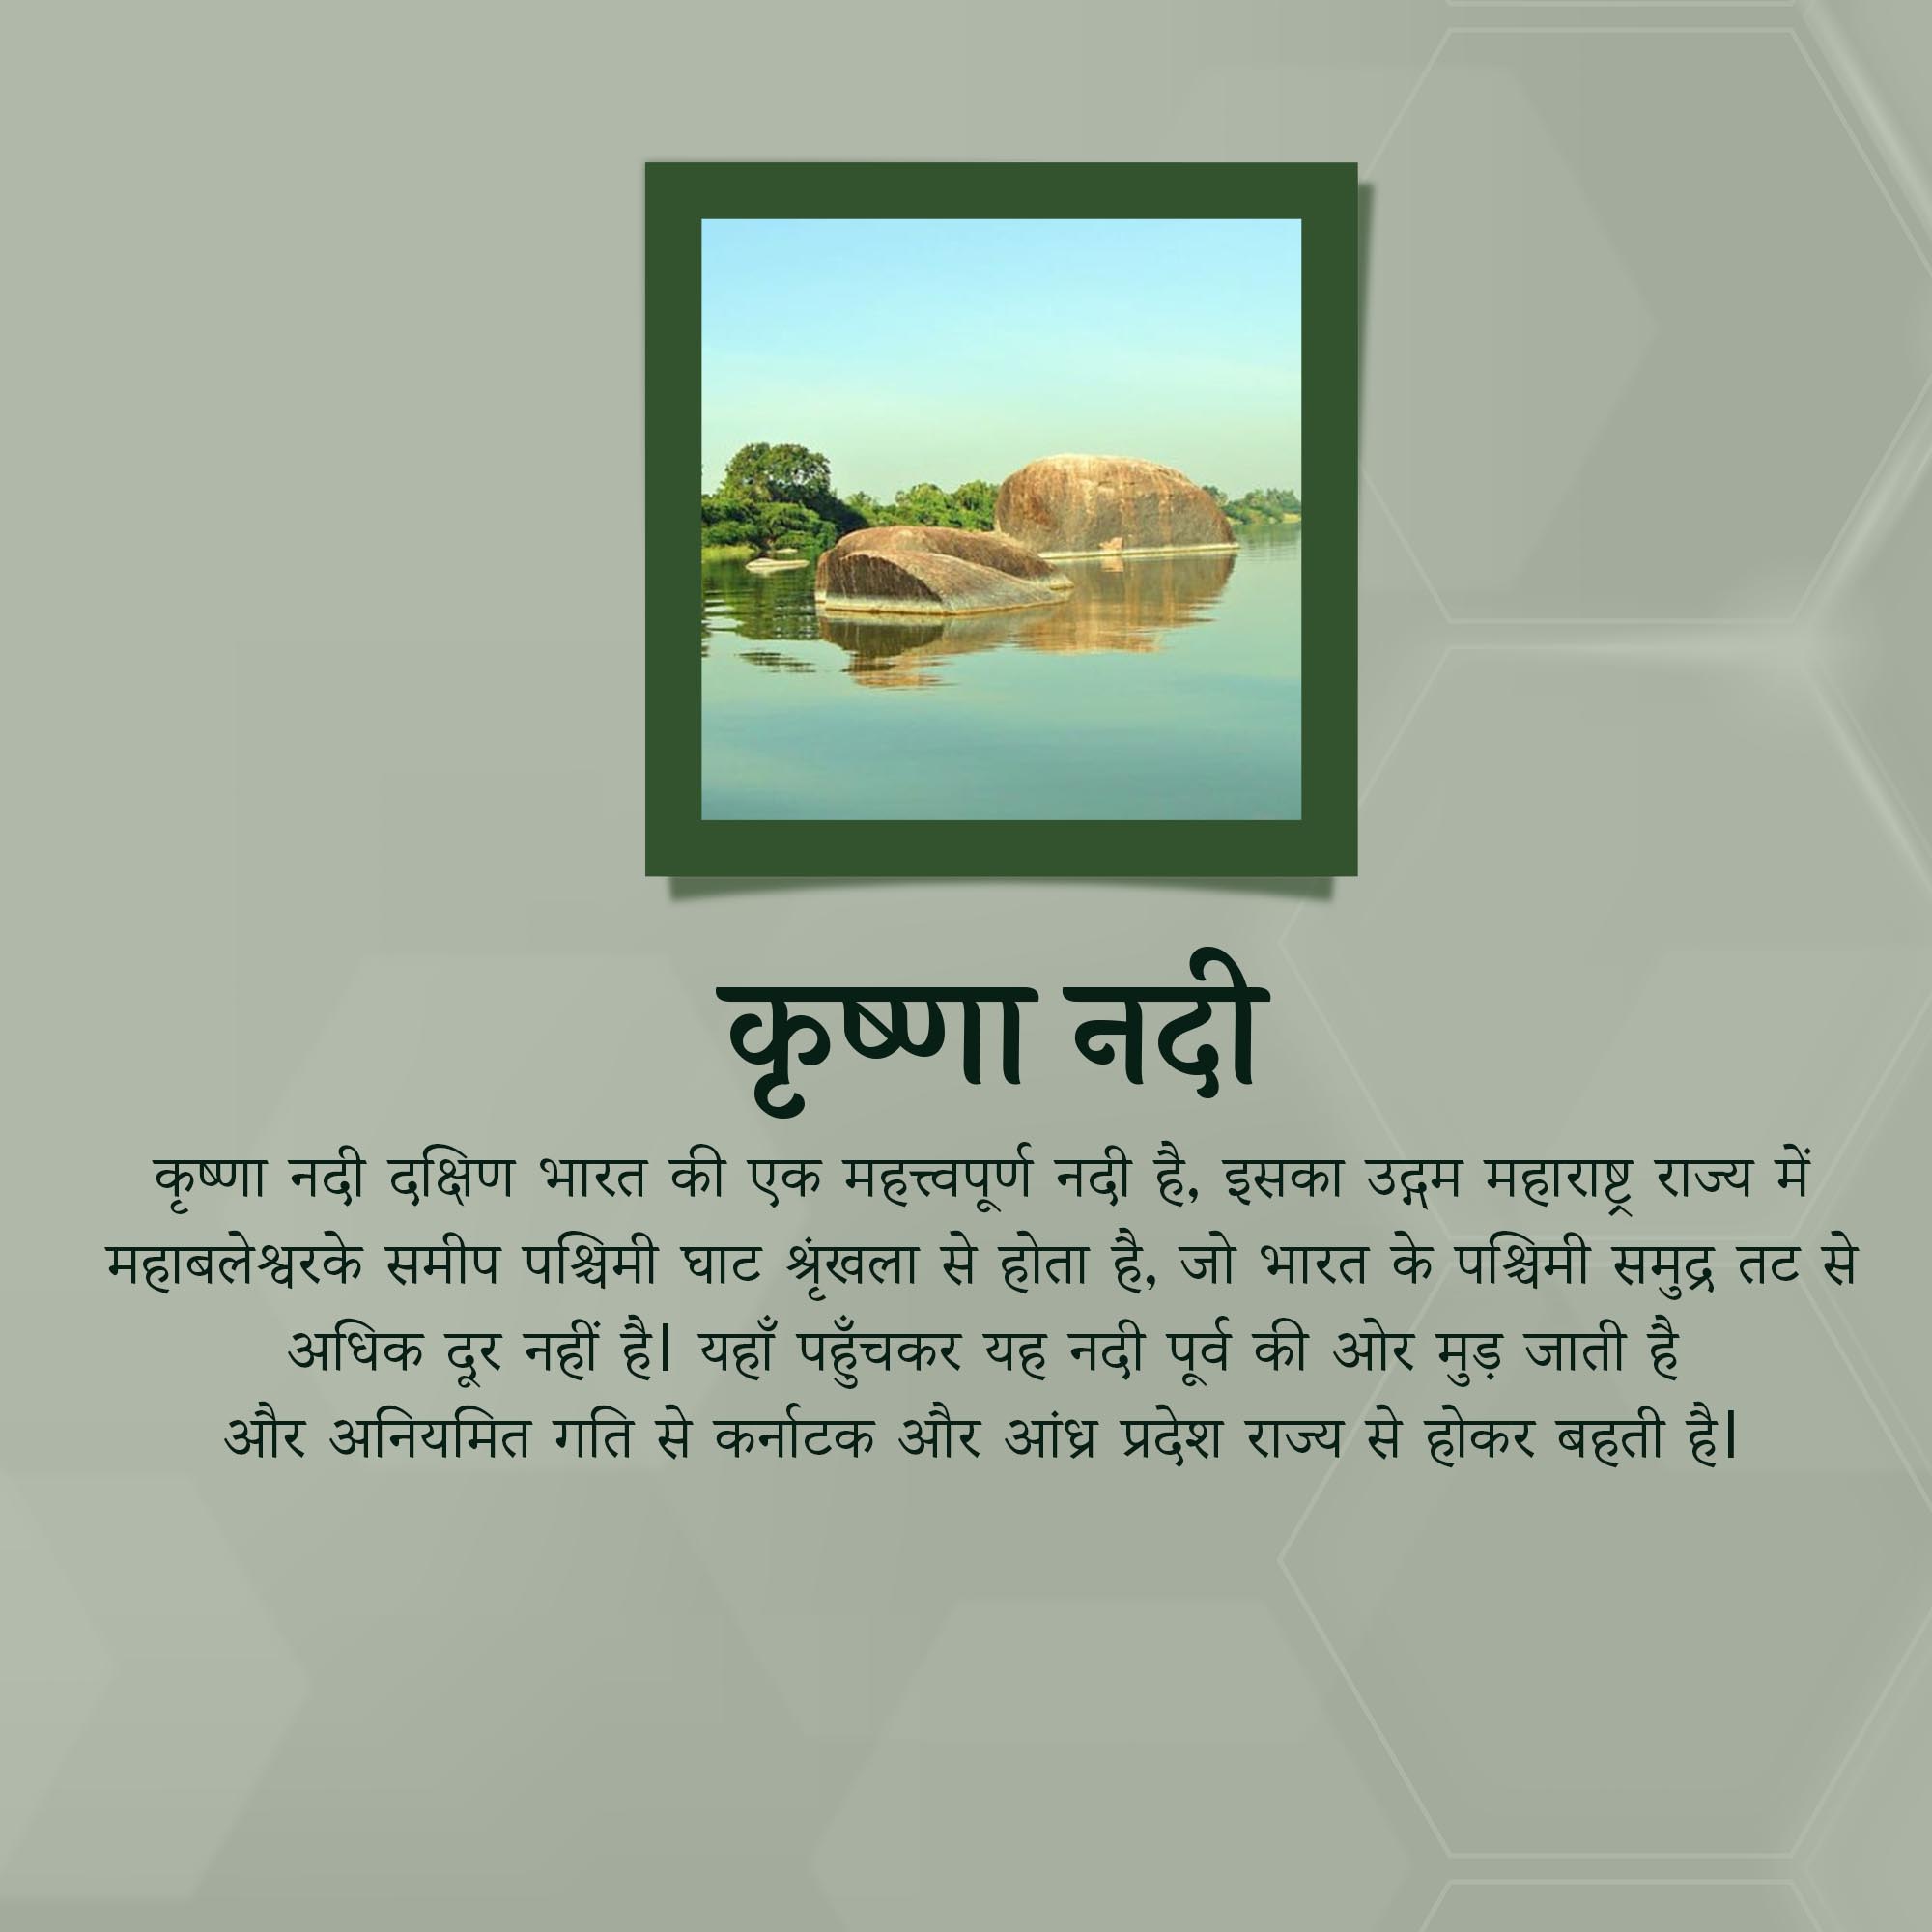 कृष्णा नदी
कृष्णा नदी दक्षिण भारत की एक महत्त्वपूर्ण नदी है, इसका उद्गम महाराष्ट्र राज्य में
महाबलेश्वरके समीप पश्चिमी घाट श्रृंखला से होता है, जो भारत के पश्चिमी समुद्र तट से
अधिक दूर नहीं है। यहाँ पहुँचकर यह नदी पूर्व की ओर मुड़ जाती है
और अनियमित गति से कर्नाटक और आंध्र प्रदेश राज्य से होकर बहती है।